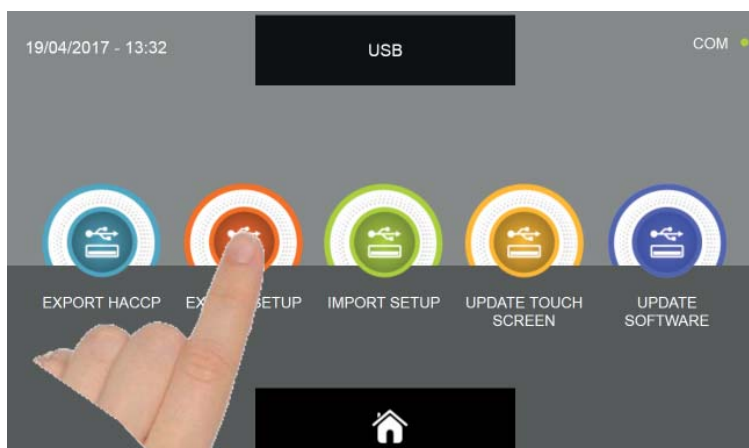 19/04/2017 - 13:32
USB
COM
EXPORT HACCP
SETUP
IMPORT SETUP
UPDATE TOUCH
SCREEN
UPDATE
SOFTWARE